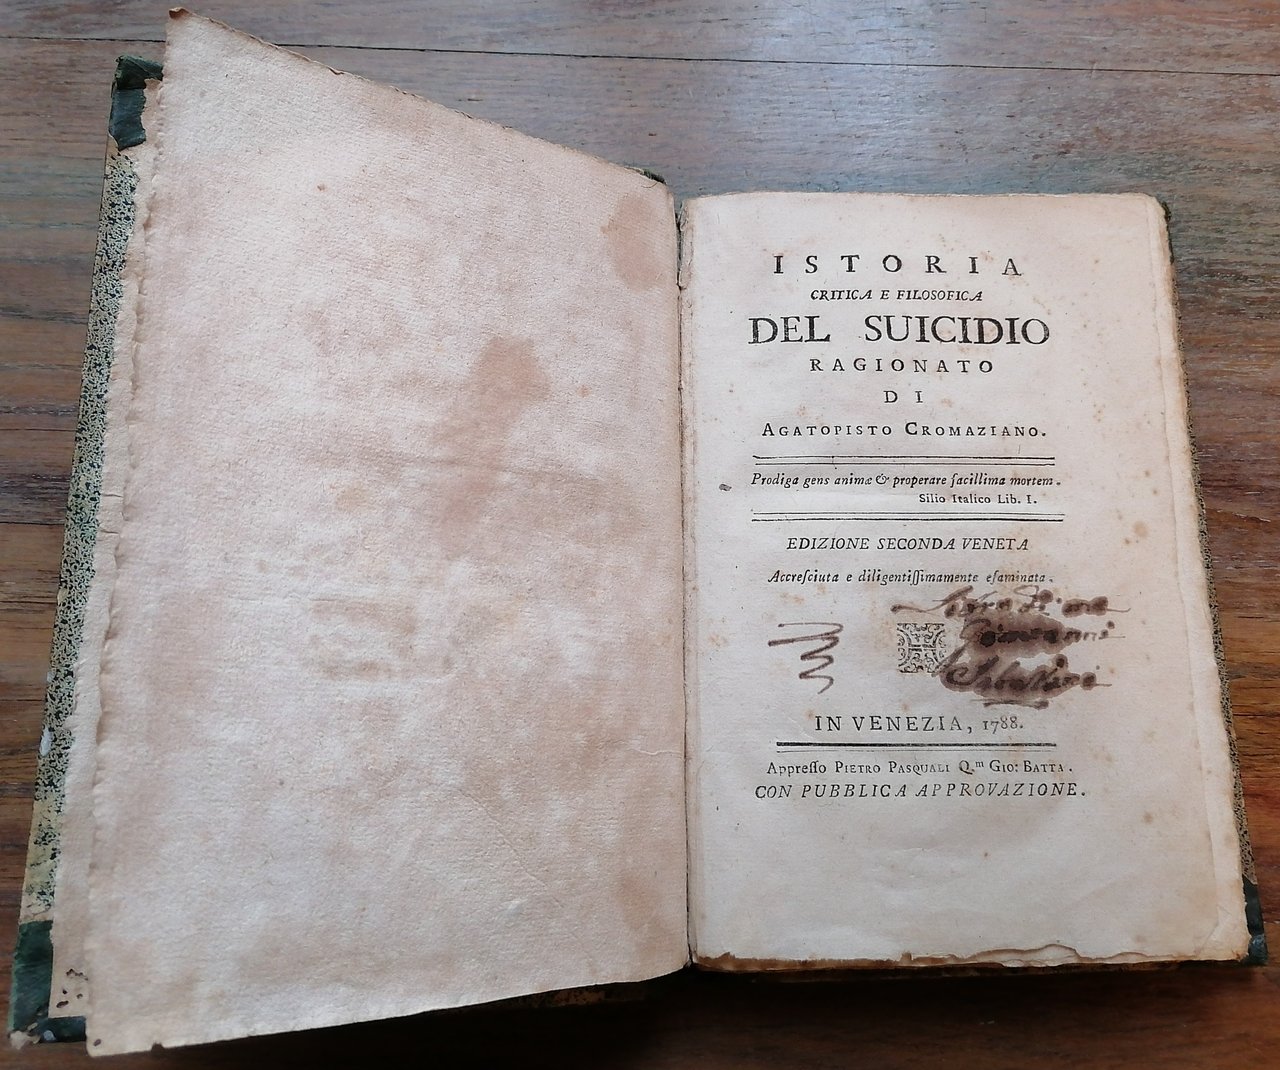 ISTORIA
CRITICA E FILOSOFICA
DEL SUICIDIO
RAGIONATO
DI
AGATOPISTO CROMAZIANO.
Prodiga gens animæ & properare facillima mortem.
Silio Italico Lib. I.
EDIZIONE SECONDA VENETA
Accreſciuta e diligentiſſimamente eſaminata.
Giovanni
IN VENEZIA, 1788.
Appreſſo PIETRO PASQUALI Q.m GIO: BATTA.
CON PUBBLICA APPROVAZIONE.